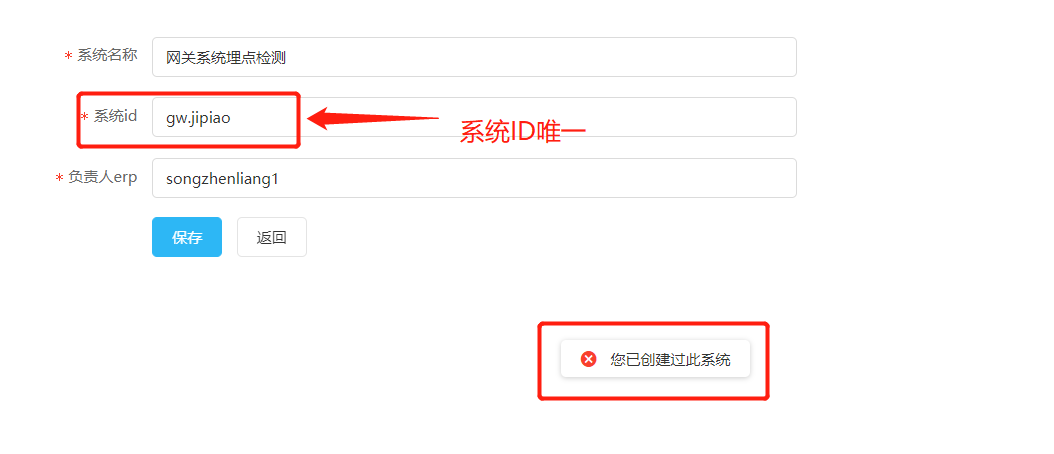 * 系统名称 网关系统埋点检测
* 系统id gw.jipiao
系统ID唯一
* 负责人erp songzhenliang1
保存 返回
您已创建过此系统